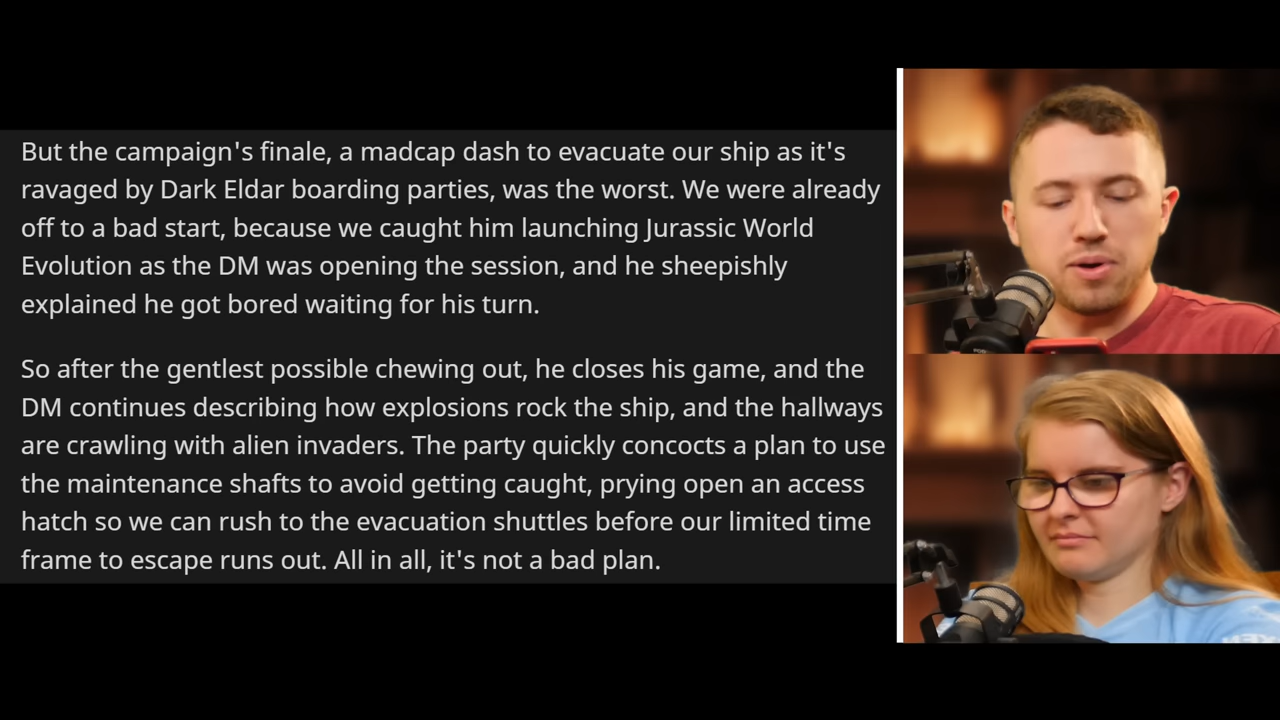 But the campaign's finale, a madcap dash to evacuate our ship as it's
ravaged by Dark Eldar boarding parties, was the worst. We were already
off to a bad start, because we caught him launching Jurassic World
Evolution as the DM was opening the session, and he sheepishly
explained he got bored waiting for his turn.
So after the gentlest possible chewing out, he closes his game, and the
DM continues describing how explosions rock the ship, and the hallways
are crawling with alien invaders. The party quickly concocts a plan to use
the maintenance shafts to avoid getting caught, prying open an access
hatch so we can rush to the evacuation shuttles before our limited time
frame to escape runs out. All in all, it's not a bad plan.